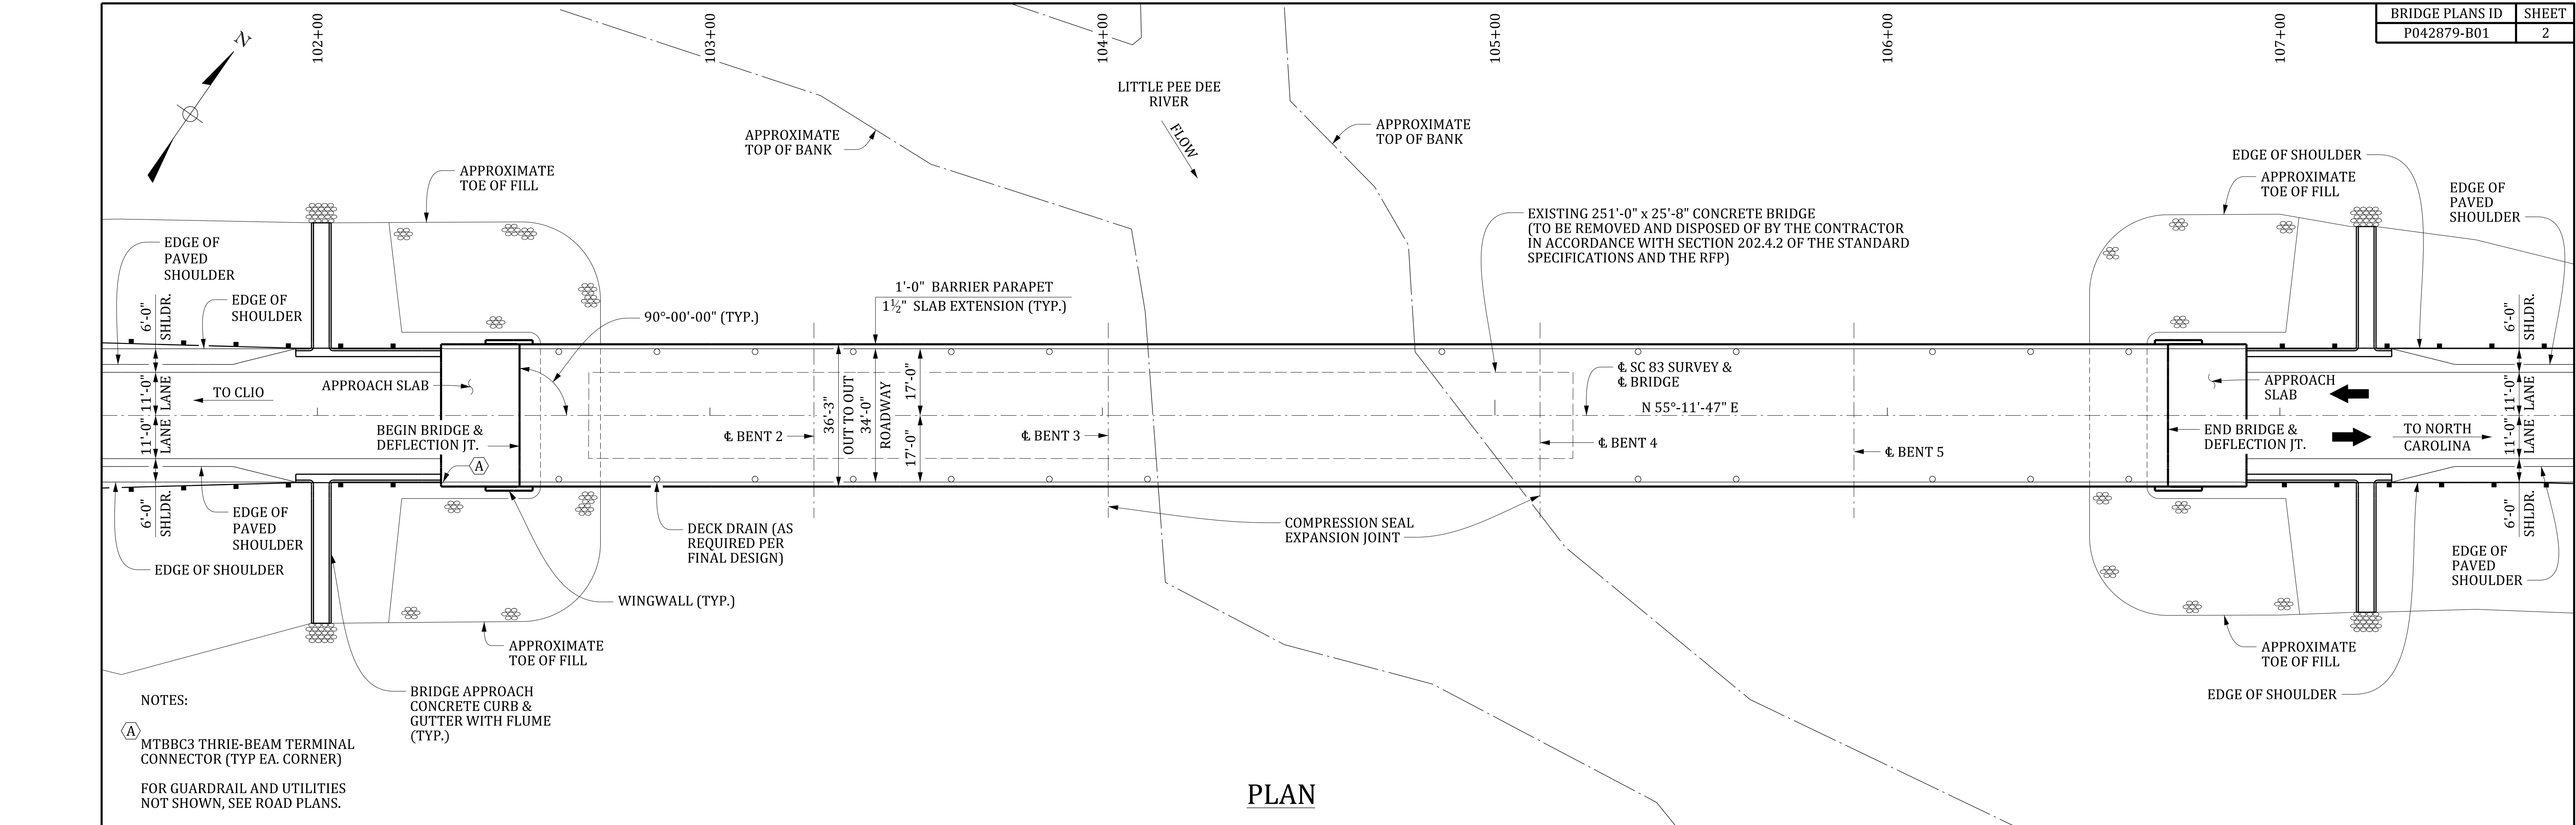 BRIDGE PLANS ID
SHEET
P042879-B01
2
102+00
103+00
104+00
105+00
106+00
107+00
N
LITTLE PEE DEE
RIVER
FLOW
APPROXIMATE
TOP OF BANK
APPROXIMATE
TOP OF BANK
APPROXIMATE
TOE OF FILL
EDGE OF SHOULDER
APPROXIMATE
TOE OF FILL
EDGE OF
PAVED
SHOULDER
EDGE OF
PAVED
SHOULDER
EDGE OF
SHOULDER
6'-0"
SHLDR.
EXISTING 251'-0" x 25'-8" CONCRETE BRIDGE
(TO BE REMOVED AND DISPOSED OF BY THE CONTRACTOR
IN ACCORDANCE WITH SECTION 202.4.2 OF THE STANDARD
SPECIFICATIONS AND THE RFP)
1'-0" BARRIER PARAPET
1½" SLAB EXTENSION (TYP.)
90°-00'-00" (TYP.)
6'-0"
SHLDR.
11'-0"
LANE
11'-0"
LANE
TO CLIO
APPROACH SLAB
BEGIN BRIDGE &
DEFLECTION JT.
A
℄ BENT 2
36'-3"
OUT TO OUT
34'-0"
ROADWAY
17'-0"
17'-0"
℄ BENT 3
℄ SC 83 SURVEY &
℄ BRIDGE
N 55°-11'-47" E
℄ BENT 4
℄ BENT 5
APPROACH
SLAB
END BRIDGE &
DEFLECTION JT.
TO NORTH
CAROLINA
11'-0"
LANE
11'-0"
LANE
6'-0"
SHLDR.
EDGE OF
PAVED
SHOULDER
EDGE OF SHOULDER
6'-0"
SHLDR.
DECK DRAIN (AS
REQUIRED PER
FINAL DESIGN)
COMPRESSION SEAL
EXPANSION JOINT
EDGE OF
PAVED
SHOULDER
WINGWALL (TYP.)
APPROXIMATE
TOE OF FILL
APPROXIMATE
TOE OF FILL
EDGE OF SHOULDER
BRIDGE APPROACH
CONCRETE CURB &
GUTTER WITH FLUME
(TYP.)
NOTES:
A
MTBBC3 THRIE-BEAM TERMINAL
CONNECTOR (TYP EA. CORNER)
FOR GUARDRAIL AND UTILITIES
NOT SHOWN, SEE ROAD PLANS.
PLAN